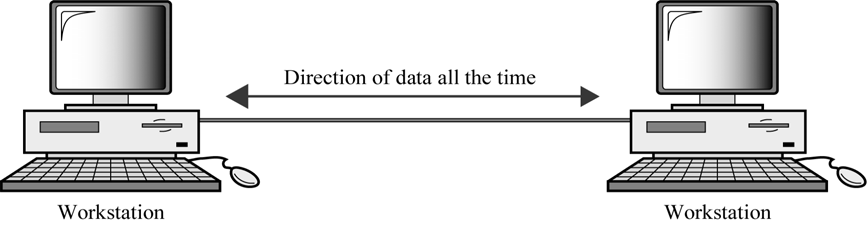 Direction of data all the time
Workstation
Workstation